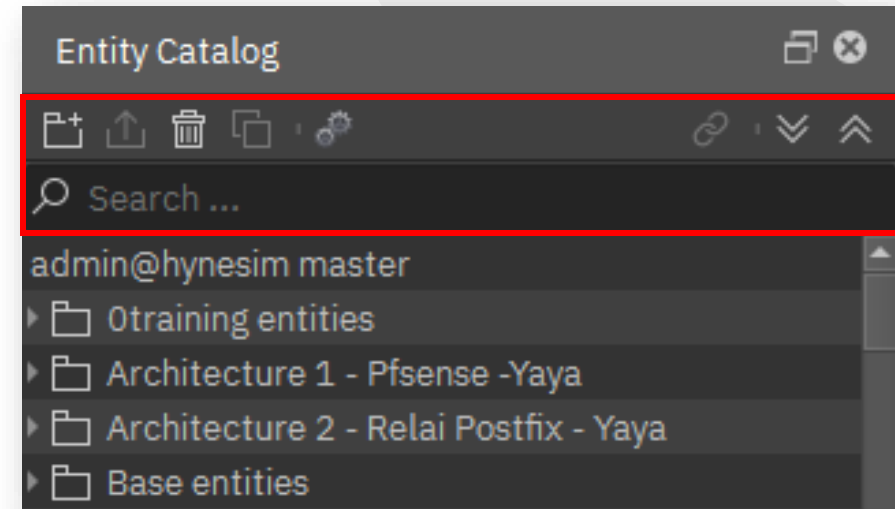 Entity Catalog
Search ...
admin@hynesim master
0training entities
Architecture 1 - Pfsense -Yaya
Architecture 2 - Relai Postfix - Yaya
Base entities